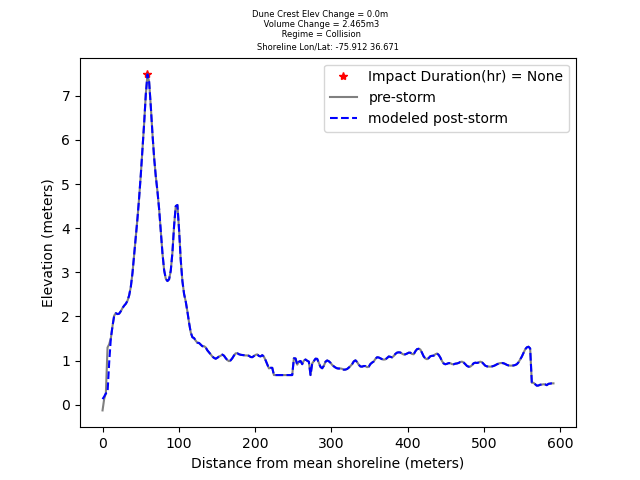 Dune Crest Elev Change = 0.0m
Volume Change = 2.465m3
Regime = Collision
Shoreline Lon/Lat: -75.912 36.671
Impact Duration(hr) = None
pre-storm
modeled post-storm
Elevation (meters)
7
6
5
4
3
2
1
0
0 100 200 300 400 500 600
Distance from mean shoreline (meters)